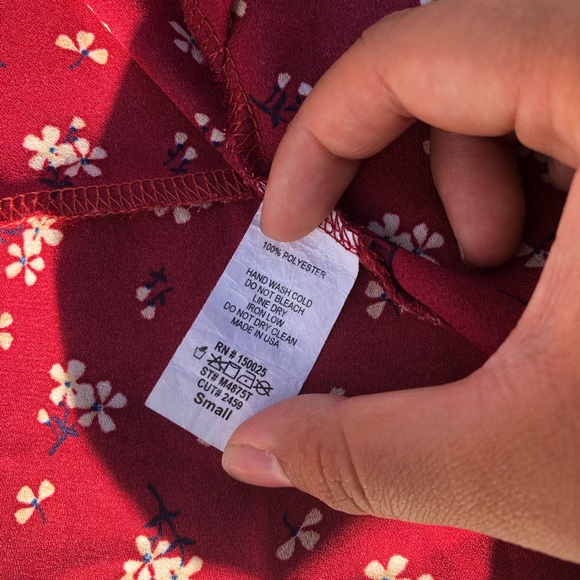 100% POLYESTER
HAND WASH COLD
DO NOT BLEACH
LINE DRY
IRON LOW
DO NOT DRY CLEAN
MADE IN USA
RN # 150025
ST# M4875T
CUT# 2459
Small